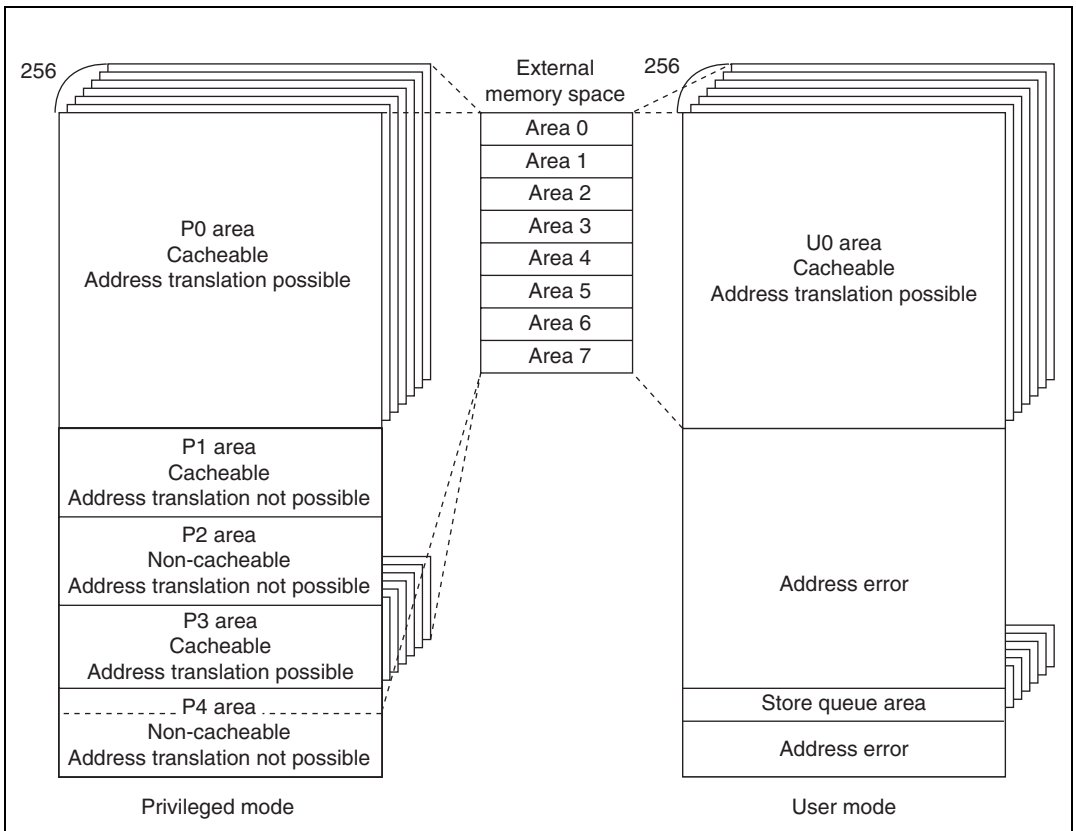 256
External
memory space
256
Area 0
Area 1
Area 2
Area 3
Area 4
Area 5
Area 6
Area 7
P0 area
Cacheable
Address translation possible
U0 area
Cacheable
Address translation possible
P1 area
Cacheable
Address translation not possible
P2 area
Non-cacheable
Address translation not possible
P3 area
Cacheable
Address translation possible
P4 area
Non-cacheable
Address translation not possible
Address error
Store queue area
Address error
Privileged mode
User mode